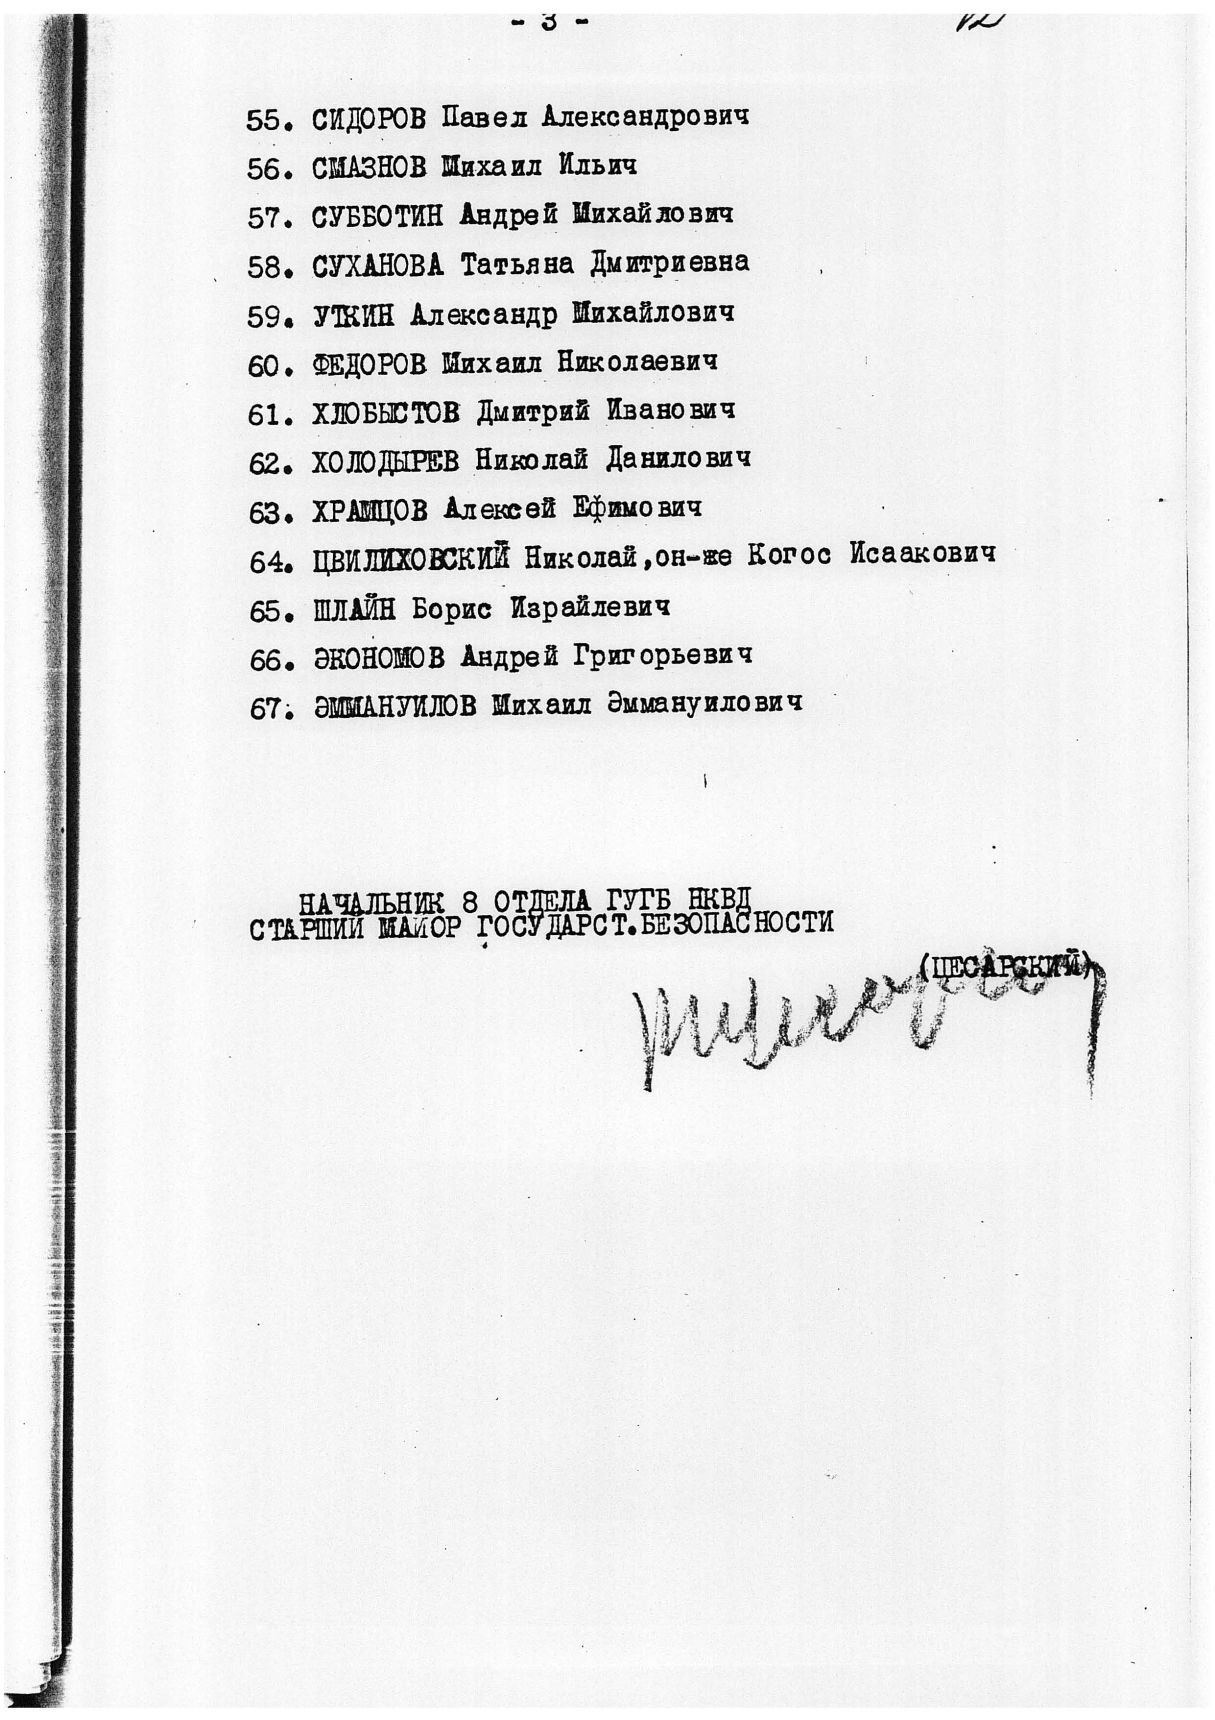 - 3 -
55. СИДОРОВ Павел Александрович
56. СМАЗНОВ Михаил Ильич
57. СУББОТИН Андрей Михайлович
58. СУХАНОВА Татьяна Дмитриевна
59. УТКИН Александр Михайлович
60. ФЕДОРОВ Михаил Николаевич
61. ХЛОБЫСТОВ Дмитрий Иванович
62. ХОЛОДЫРЕВ Николай Данилович
63. ХРАМЦОВ Алексей Ефимович
64. ЦВИЛИХОВСКИЙ Николай,он-же Когос Исаакович
65. ШЛАЙН Борис Израйлевич
66. ЭКОНОМОВ Андрей Григорьевич
67. ЭММАНУИЛОВ Михаил Эммануилович
НАЧАЛЬНИК 8 ОТДЕЛА ГУГБ НКВД
СТАРШИЙ МАЙОР ГОСУДАРСТ.БЕЗОПАСНОСТИ
(ЦЕСАРСКИЙ)